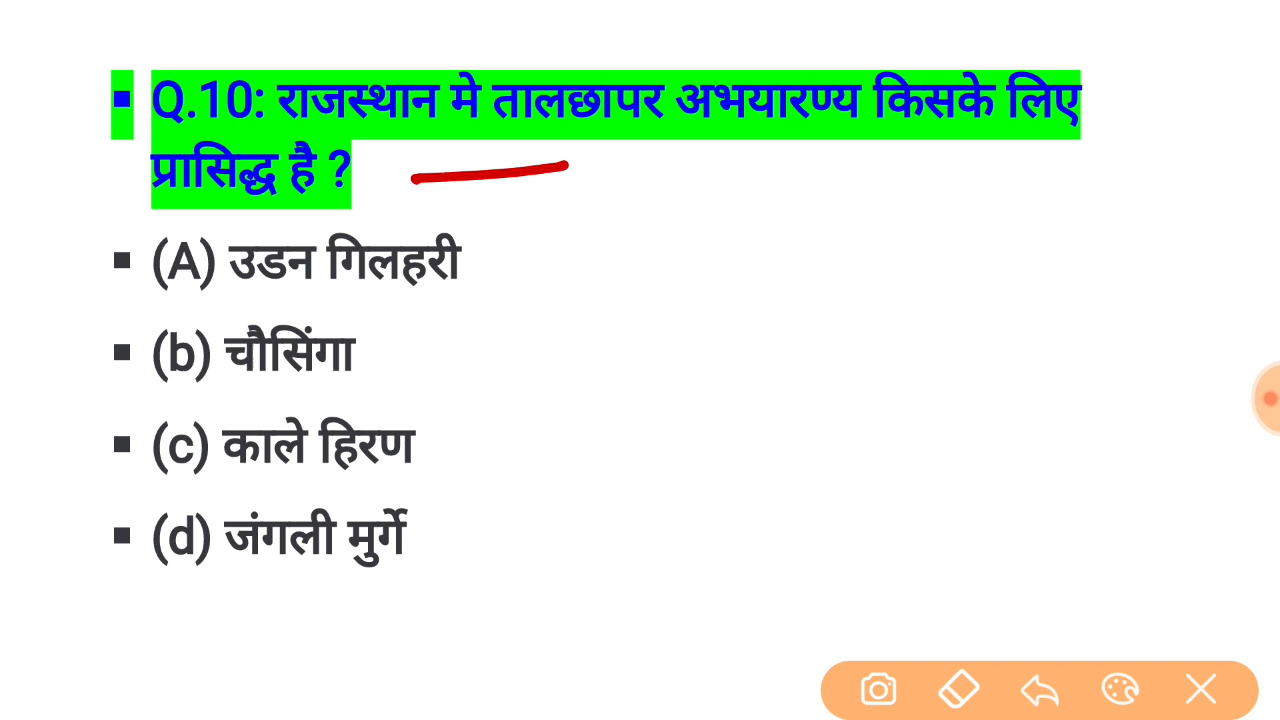 ▪ Q.10: राजस्थान मे तालछापर अभयारण्य किसके लिए
प्रासिद्ध है ?
▪ (A) उडन गिलहरी
▪ (b) चौसिंगा
▪ (c) काले हिरण
▪ (d) जंगली मुर्गे